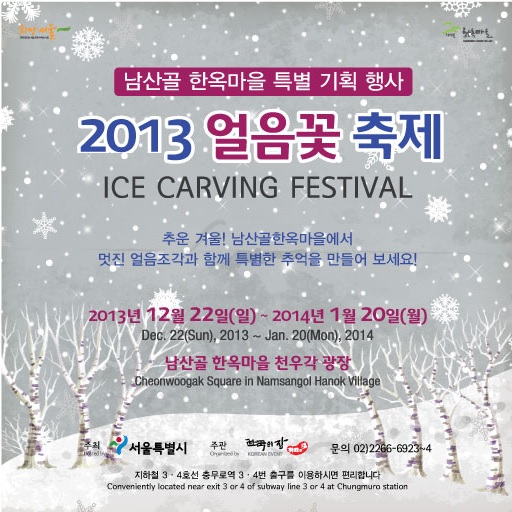 남산골 한옥마을 특별 기획 행사
2013 얼음꽃 축제
ICE CARVING FESTIVAL
추운 겨울! 남산골한옥마을에서
멋진 얼음조각과 함께 특별한 추억을 만들어 보세요!
2013년 12월 22일(일) ~ 2014년 1월 20일(월)
Dec. 22(Sun), 2013 ~ Jan. 20(Mon), 2014
남산골 한옥마을 천우각 광장
Cheonwoogak Square in Namsangol Hanok Village
주최 서울특별시 주관 문의 02)2266-6923~4
Hosted by Organized by KOREAN EVENT
지하철 3·4호선 충무로역 3·4번 출구를 이용하시면 편리합니다
Conveniently located near exit 3 or 4 of subway line 3 or 4 at Chungmuro station